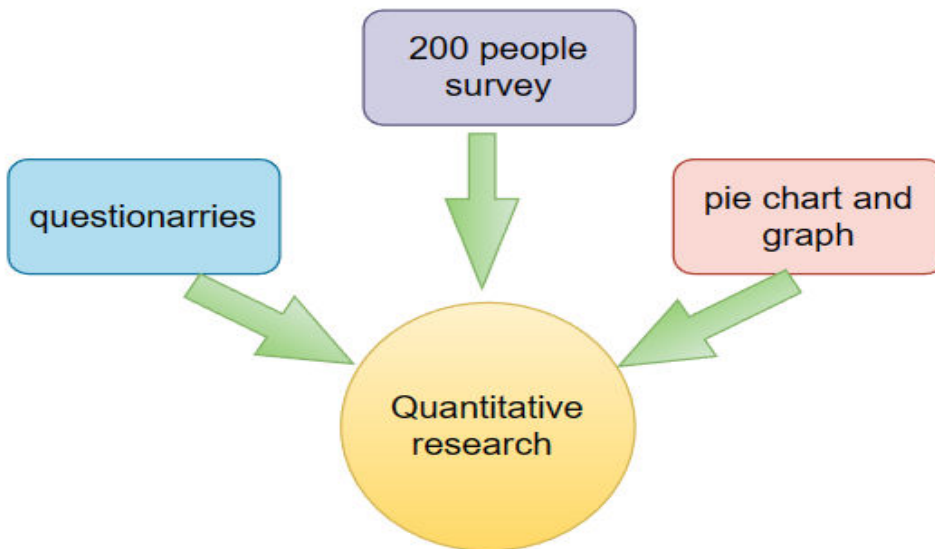 200 people
survey
questionarries
pie chart and
graph
Quantitative
research